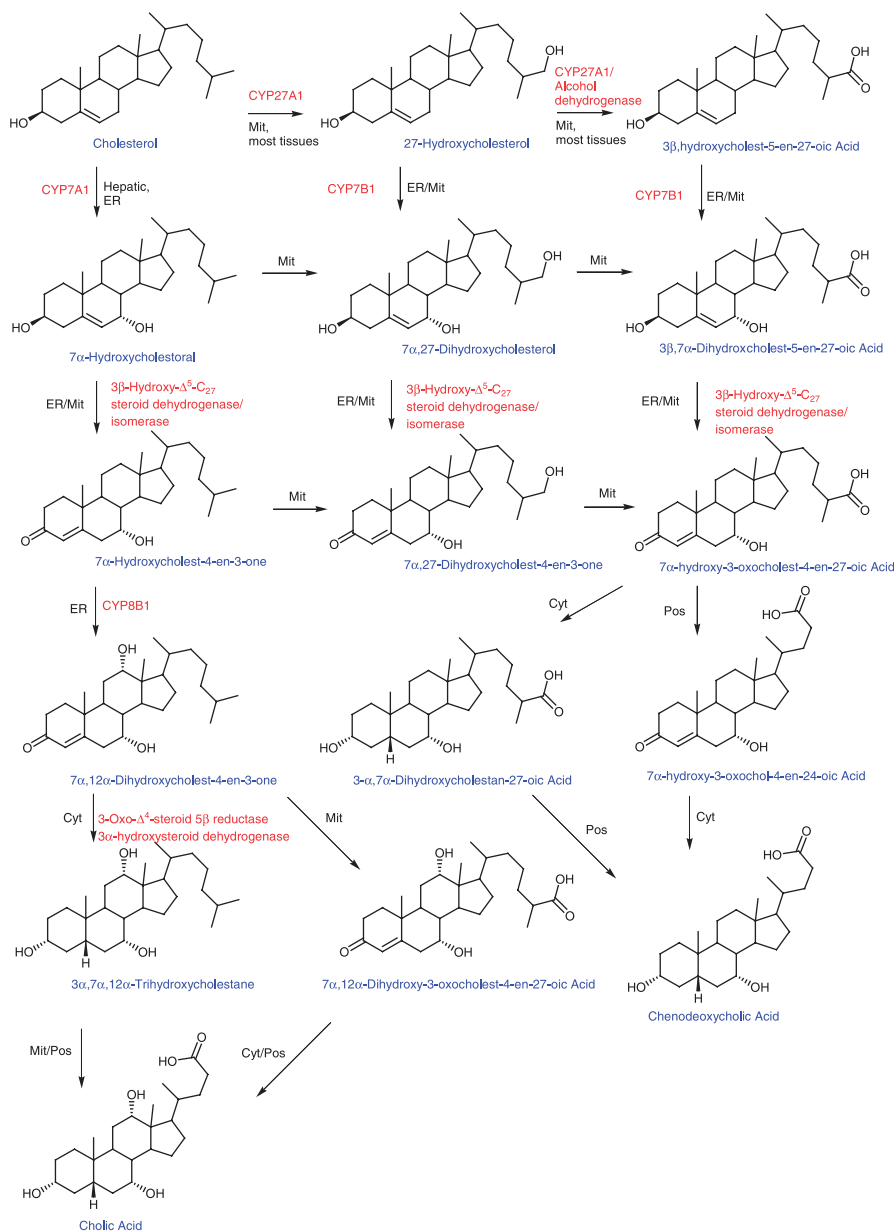 OH
OH
O
CYP27A1/
Alcohol
dehydrogenase
CYP27A1
HO
HO
HO
Mit,
most tissues
Mit,
most tissues
Cholesterol
27-Hydroxycholesterol
3β,hydroxycholest-5-en-27-oic Acid
CYP7A1
Hepatic,
ER
CYP7B1
ER/Mit
CYP7B1
ER/Mit
OH
OH
O
Mit
Mit
HO
OH
HO
OH
HO
OH
7α-Hydroxycholestoral
7α,27-Dihydroxycholesterol
3β,7α-Dihydroxcholest-5-en-27-oic Acid
ER/Mit
3β-Hydroxy-Δ⁵-C₂₇
steroid dehydrogenase/
isomerase
ER/Mit
3β-Hydroxy-Δ⁵-C₂₇
steroid dehydrogenase/
isomerase
ER/Mit
3β-Hydroxy-Δ⁵-C₂₇
steroid dehydrogenase/
isomerase
OH
OH
O
Mit
Mit
O
OH
O
OH
O
OH
7α-Hydroxycholest-4-en-3-one
7α,27-Dihydroxycholest-4-en-3-one
7α-hydroxy-3-oxocholest-4-en-27-oic Acid
ER
CYP8B1
Cyt
Pos
O
HO
OH
OH
O
O
OH
HO
OH
H
O
OH
7α,12α-Dihydroxycholest-4-en-3-one
3-α,7α-Dihydroxycholestan-27-oic Acid
7α-hydroxy-3-oxochol-4-en-24-oic Acid
Cyt
3-Oxo-Δ⁴-steroid 5β reductase
3α-hydroxysteroid dehydrogenase
Mit
Pos
Cyt
OH
OH
OH
O
O
HO
HO
OH
H
O
OH
HO
OH
H
3α,7α,12α-Trihydroxycholestane
7α,12α-Dihydroxy-3-oxocholest-4-en-27-oic Acid
Chenodeoxycholic Acid
Mit/Pos
Cyt/Pos
O
HO
OH
HO
OH
H
Cholic Acid